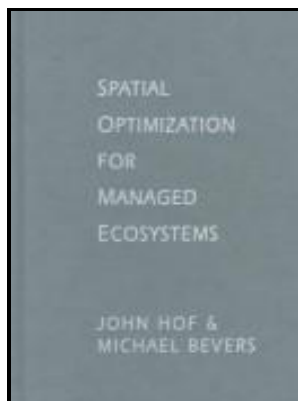 SPATIAL
OPTIMIZATION
FOR
MANAGED
ECOSYSTEMS
JOHN HOF &
MICHAEL BEVERS